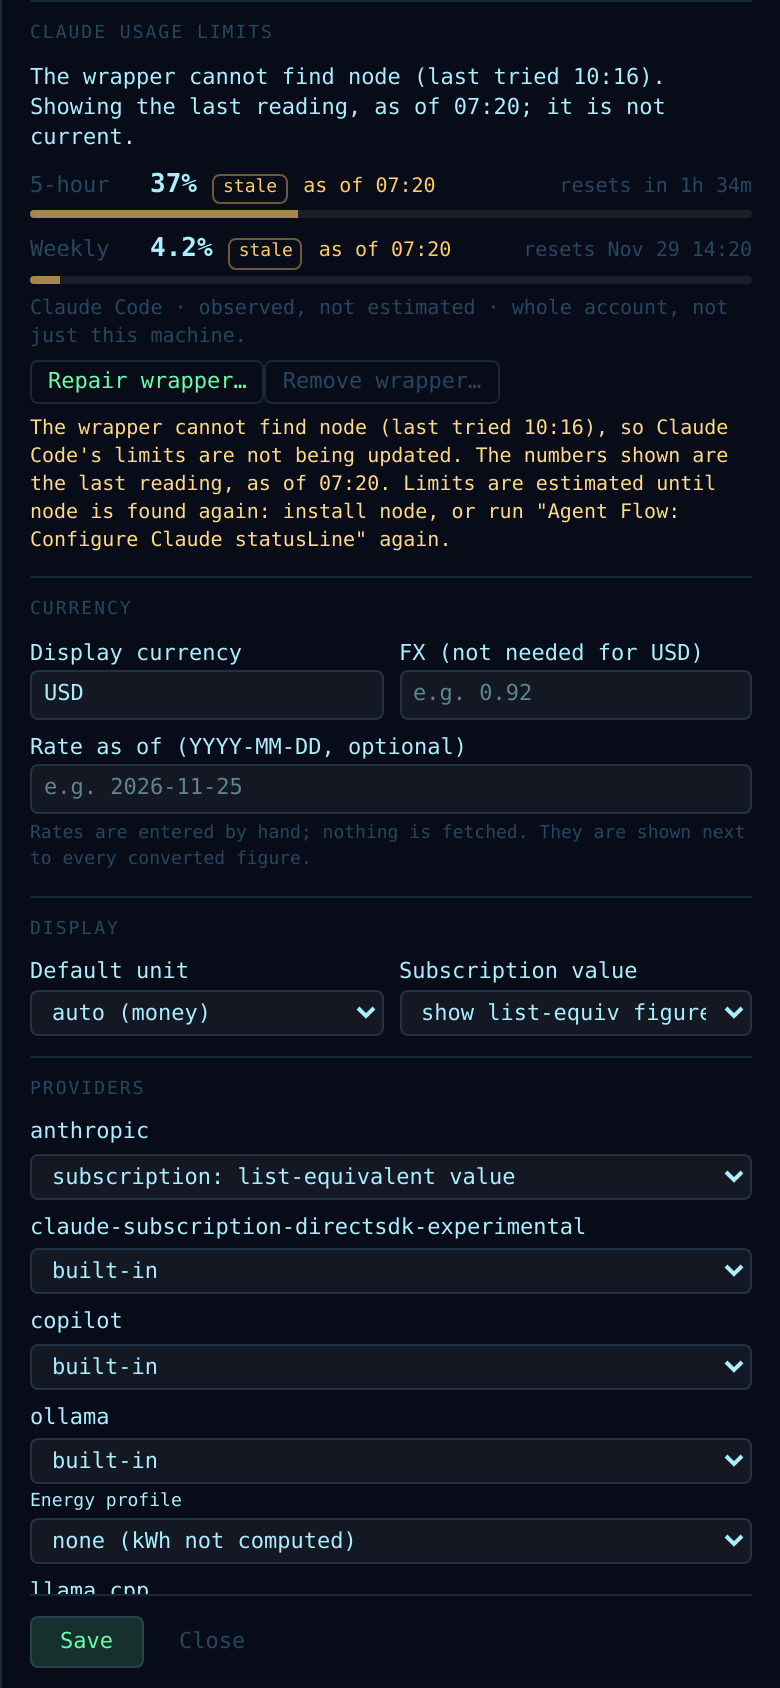 CLAUDE USAGE LIMITS
The wrapper cannot find node (last tried 10:16).
Showing the last reading, as of 07:20; it is not
current.
5-hour 37% stale as of 07:20 resets in 1h 34m
Weekly 4.2% stale as of 07:20 resets Nov 29 14:20
Claude Code · observed, not estimated · whole account, not
just this machine.
Repair wrapper… Remove wrapper…
The wrapper cannot find node (last tried 10:16), so Claude
Code's limits are not being updated. The numbers shown are
the last reading, as of 07:20. Limits are estimated until
node is found again: install node, or run "Agent Flow:
Configure Claude statusLine" again.
CURRENCY
Display currency FX (not needed for USD)
USD e.g. 0.92
Rate as of (YYYY-MM-DD, optional)
e.g. 2026-11-25
Rates are entered by hand; nothing is fetched. They are shown next
to every converted figure.
DISPLAY
Default unit Subscription value
auto (money) show list-equiv figure
PROVIDERS
anthropic
subscription: list-equivalent value
claude-subscription-directsdk-experimental
built-in
copilot
built-in
ollama
built-in
Energy profile
none (kWh not computed)
llama cpp
Save Close